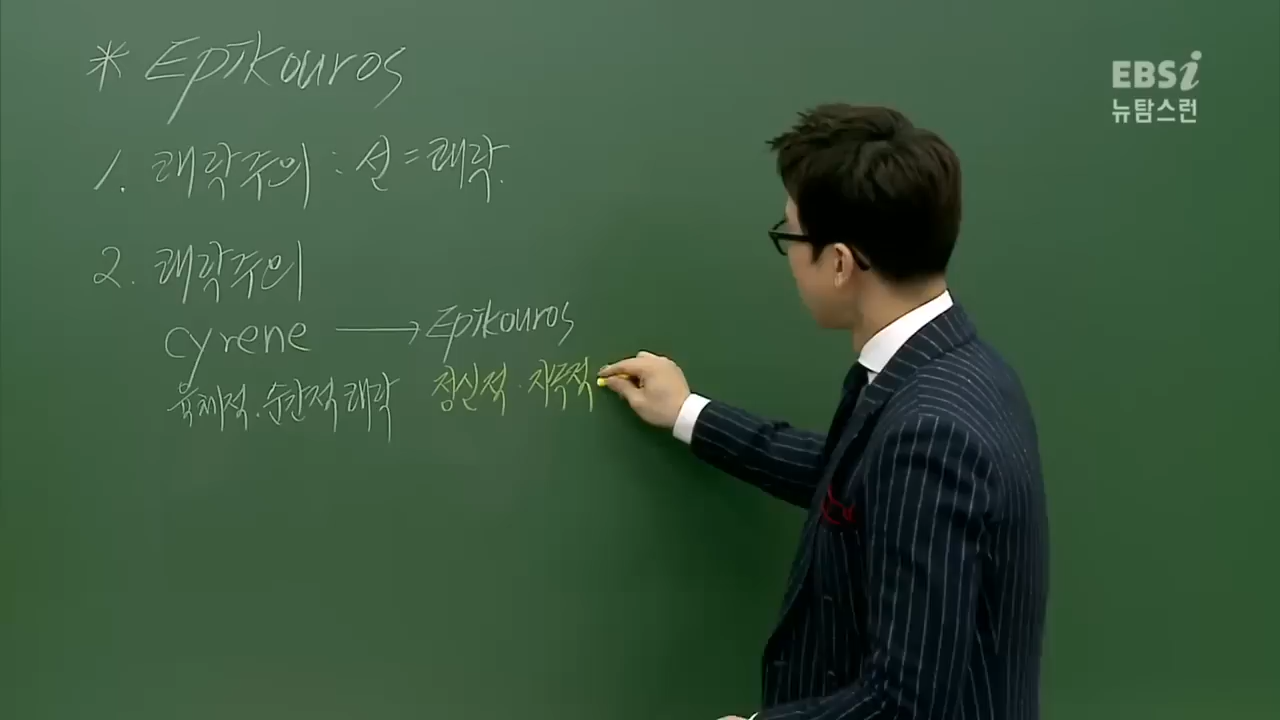 * Epikouros
1. 쾌락주의 : 선 = 쾌락.
2. 쾌락주의
cyrene → Epikouros
육체적·순간적 쾌락 정신적·지속적
EBSi
뉴탐스런